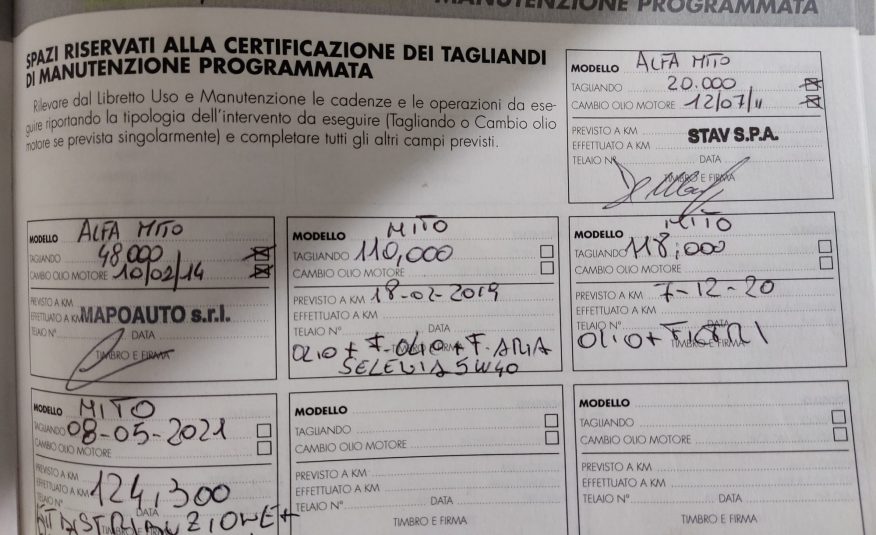 MANUTENZIONE PROGRAMMATA
SPAZI RISERVATI ALLA CERTIFICAZIONE DEI TAGLIANDI
DI MANUTENZIONE PROGRAMMATA
Rilevare dal Libretto Uso e Manutenzione le cadenze e le operazioni da ese-
guire riportando la tipologia dell'intervento da eseguire (Tagliando o Cambio olio
motore se prevista singolarmente) e completare tutti gli altri campi previsti.
MODELLO ALFA MITO
TAGLIANDO 20.000
CAMBIO OLIO MOTORE 12/07/11
PREVISTO A KM
EFFETTUATO A KM STAV S.P.A.
TELAIO N° DATA
TIMBRO E FIRMA
MODELLO ALFA MITO
TAGLIANDO 48.000
CAMBIO OLIO MOTORE 10/02/14
PREVISTO A KM
EFFETTUATO A KM MAPOAUTO s.r.l.
TELAIO N° DATA
TIMBRO E FIRMA
MODELLO MITO
TAGLIANDO 110,000
CAMBIO OLIO MOTORE
PREVISTO A KM 18-02-2019
EFFETTUATO A KM
TELAIO N° DATA
OLIO + F.OLIO + F.ARIA
SELENIA 5W40
MODELLO MITO
TAGLIANDO 118,000
CAMBIO OLIO MOTORE
PREVISTO A KM 7-12-20
EFFETTUATO A KM
TELAIO N° DATA
OLIO + FILTRI
TIMBRO E FIRMA
MODELLO MITO
TAGLIANDO 08-05-2021
CAMBIO OLIO MOTORE
PREVISTO A KM
EFFETTUATO A KM 124,300
TELAIO N° DATA
KIT DISTRIBUZIONE +
MODELLO
TAGLIANDO
CAMBIO OLIO MOTORE
PREVISTO A KM
EFFETTUATO A KM
TELAIO N° DATA
TIMBRO E FIRMA
MODELLO
TAGLIANDO
CAMBIO OLIO MOTORE
PREVISTO A KM
EFFETTUATO A KM
TELAIO N° DATA
TIMBRO E FIRMA